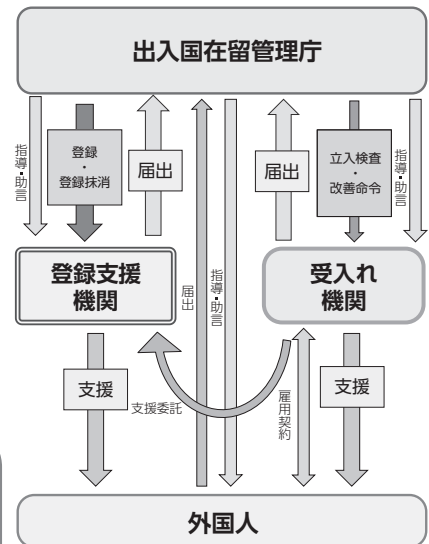 出入国在留管理庁
指導・助言
登録
・
登録抹消
届出
届出
立入検査
・
改善命令
指導・助言
登録支援
機関
届出
指導・助言
受入れ
機関
支援
支援委託
雇用契約
支援
外国人